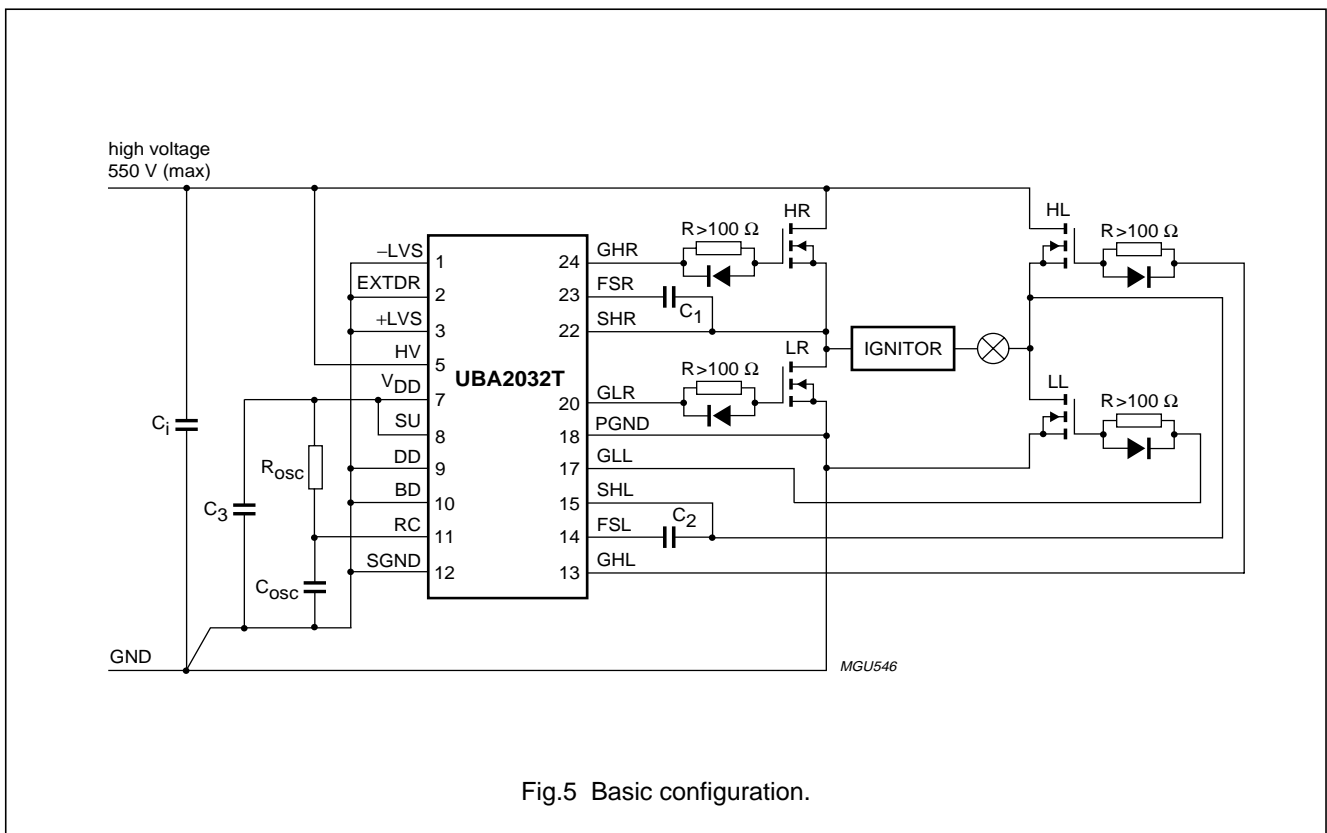 high voltage
550 V (max)
HR
HL
R>100 Ω
R>100 Ω
−LVS
1
24
GHR
EXTDR
2
23
FSR
C1
+LVS
3
22
SHR
HV
5
LR
IGNITOR
LL
UBA2032T
R>100 Ω
R>100 Ω
VDD
7
20
GLR
Ci
SU
8
18
PGND
Rosc
DD
9
17
GLL
C3
BD
10
15
SHL
C2
RC
11
14
FSL
SGND
12
13
GHL
Cosc
GND
MGU546
Fig.5 Basic configuration.